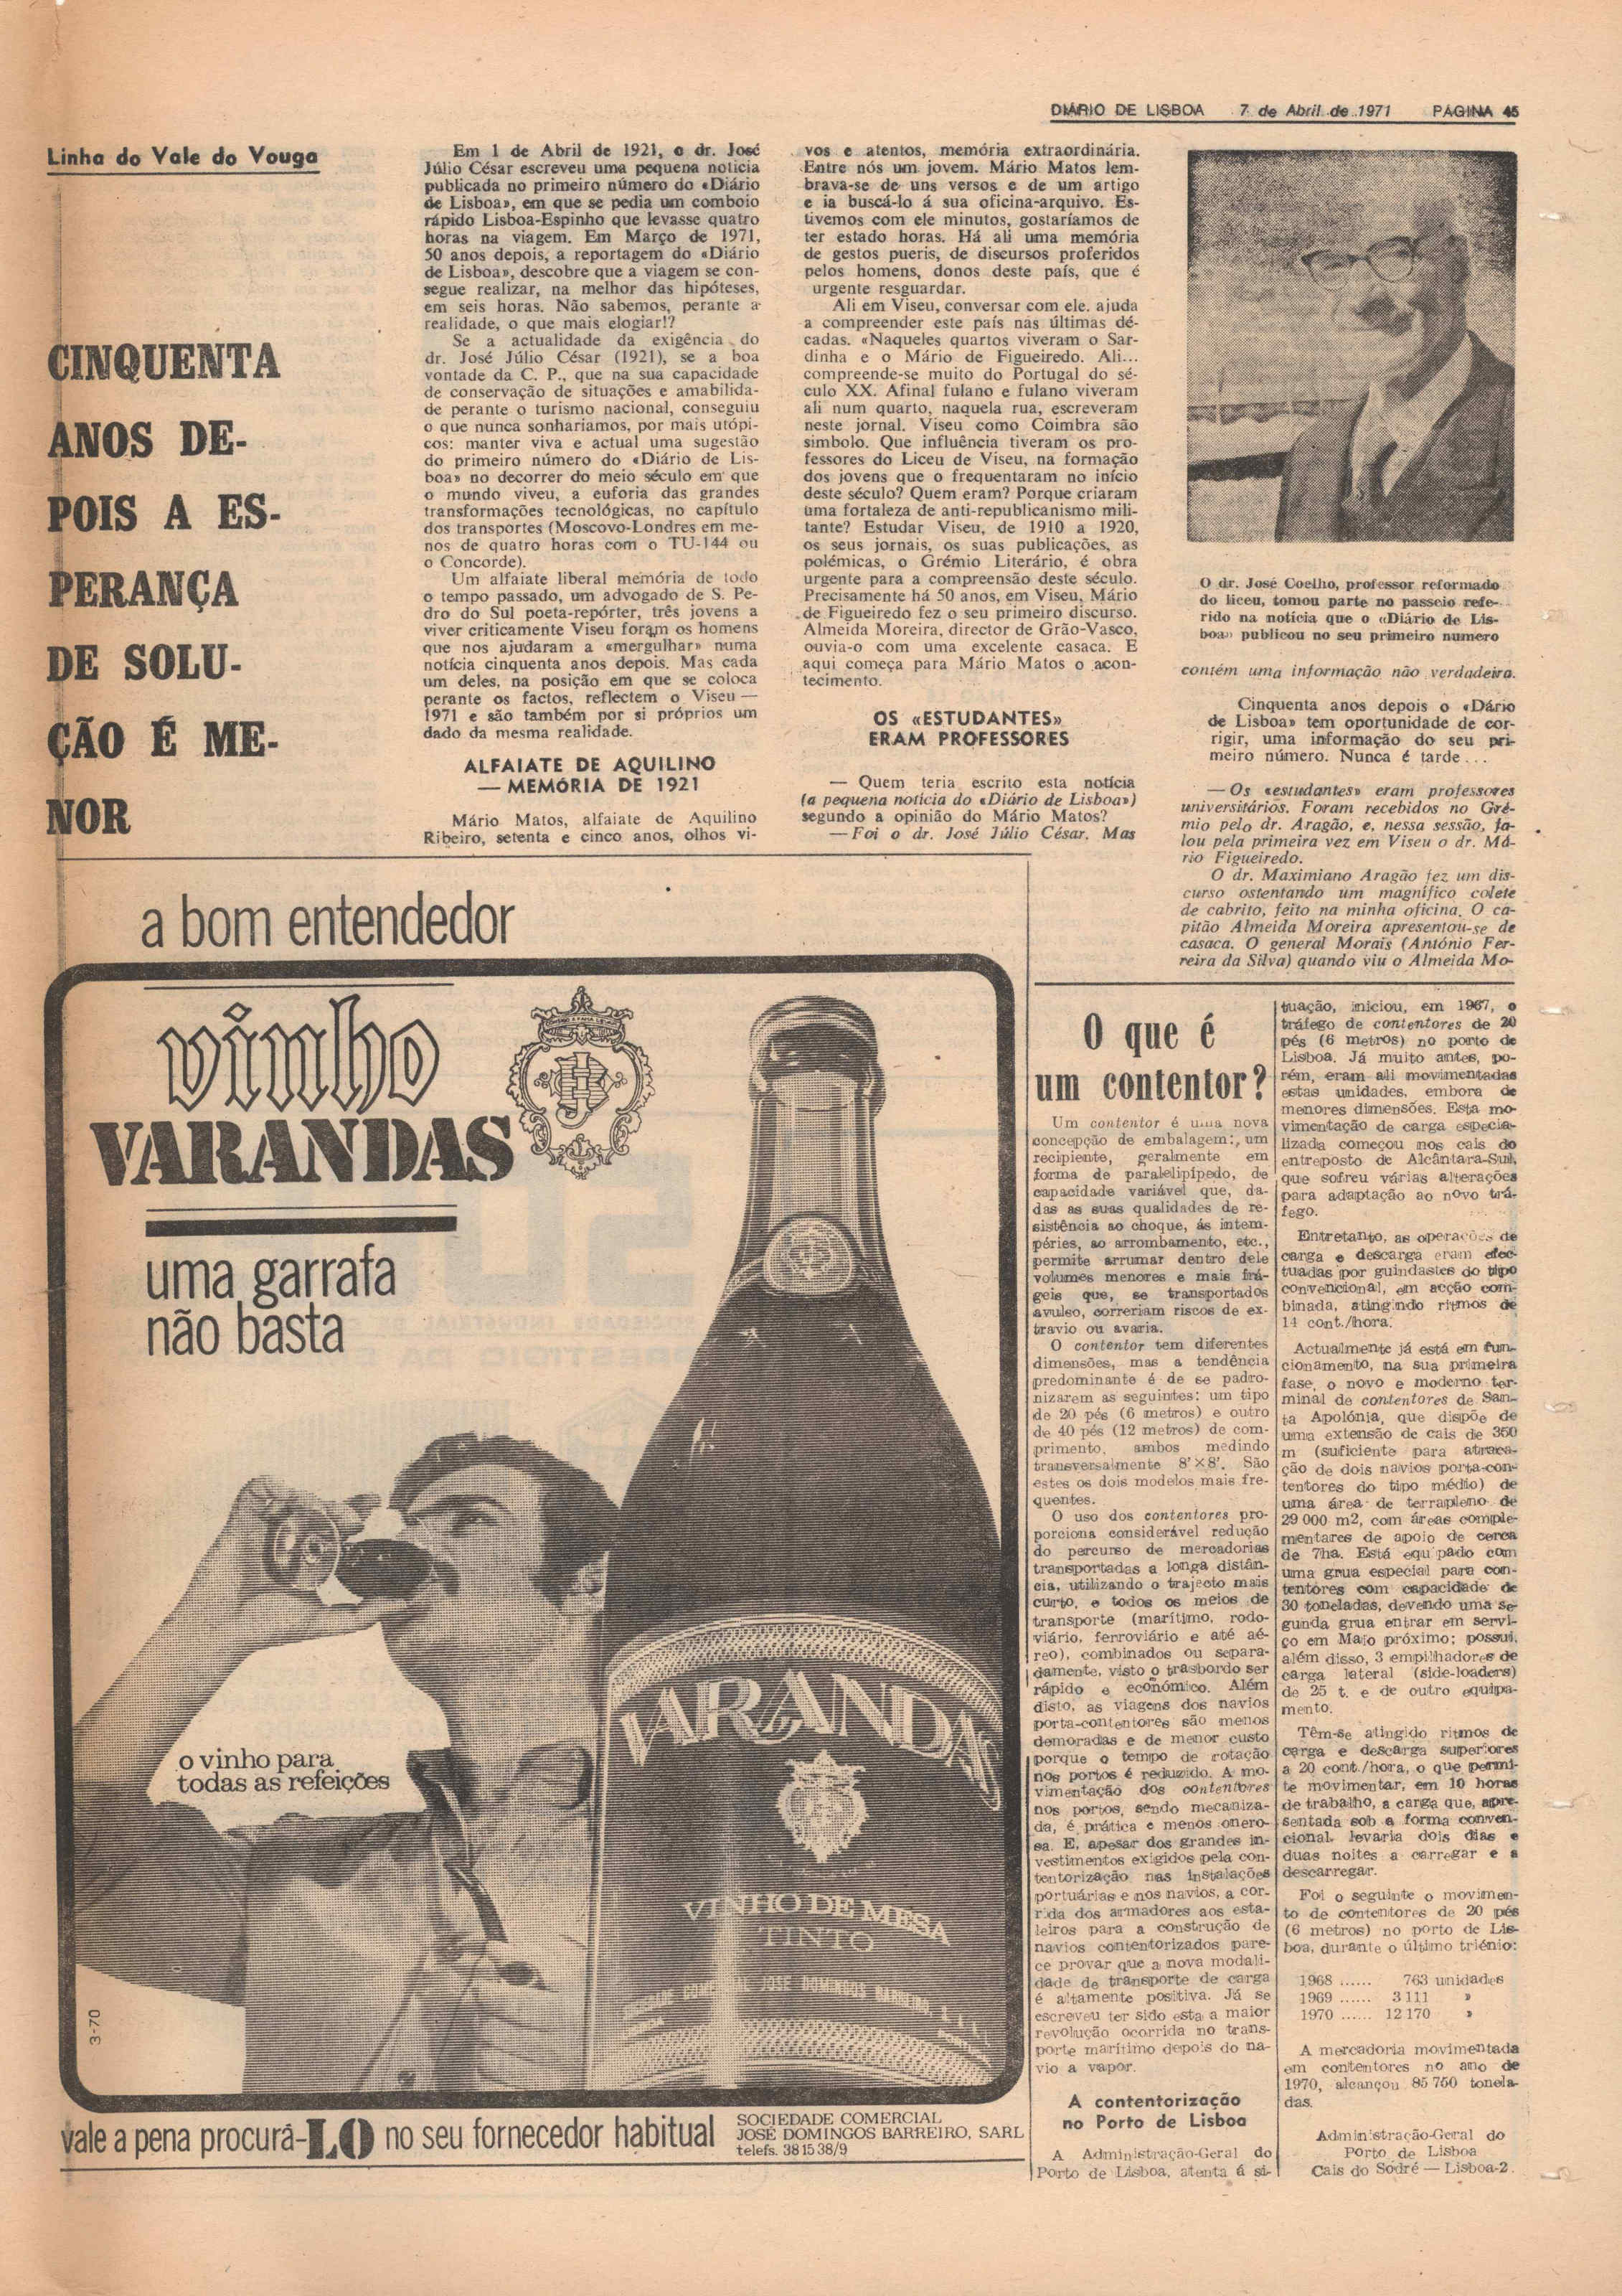 DIÁRIO DE LISBOA 7 de Abril de 1971 PÁGINA 45
Linha do Vale do Vouga
CINQUENTA
ANOS DE-
POIS A ES-
PERANÇA
DE SOLU-
ÇÃO É ME-
NOR
Em 1 de Abril de 1921, o dr. José
Júlio César escreveu uma pequena notícia
publicada no primeiro número do «Diário
de Lisboa», em que se pedia um comboio
rápido Lisboa-Espinho que levasse quatro
horas na viagem. Em Março de 1971,
50 anos depois, a reportagem do «Diário
de Lisboa», descobre que a viagem se con-
segue realizar, na melhor das hipóteses,
em seis horas. Não sabemos, perante a
realidade, o que mais elogiar!?
Se a actualidade da exigência do
dr. José Júlio César (1921), se a boa
vontade da C. P., que na sua capacidade
de conservação de situações e amabilida-
de perante o turismo nacional, conseguiu
o que nunca sonharíamos, por mais utópi-
cos: manter viva e actual uma sugestão
do primeiro número do «Diário de Lis-
boa» no decorrer do meio século em que
o mundo viveu, a euforia das grandes
transformações tecnológicas, no capítulo
dos transportes (Moscovo-Londres em me-
nos de quatro horas com o TU-144 ou
o Concorde).
Um alfaiate liberal memória de todo
o tempo passado, um advogado de S. Pe-
dro do Sul poeta-repórter, três jovens a
viver criticamente Viseu foram os homens
que nos ajudaram a «mergulhar» numa
notícia cinquenta anos depois. Mas cada
um deles, na posição em que se coloca
perante os factos, reflectem o Viseu —
1971 e são também por si próprios um
dado da mesma realidade.
ALFAIATE DE AQUILINO
— MEMÓRIA DE 1921
Mário Matos, alfaiate de Aquilino
Ribeiro, setenta e cinco anos, olhos vi-
vos e atentos, memória extraordinária.
Entre nós um jovem. Mário Matos lem-
brava-se de uns versos e de um artigo
e ia buscá-lo á sua oficina-arquivo. Es-
tivemos com ele minutos, gostaríamos de
ter estado horas. Há ali uma memória
de gestos pueris, de discursos proferidos
pelos homens, donos deste país, que é
urgente resguardar.
Ali em Viseu, conversar com ele. ajuda
a compreender este país nas últimas dé-
cadas. «Naqueles quartos viveram o Sar-
dinha e o Mário de Figueiredo. Ali...
compreende-se muito do Portugal do sé-
culo XX. Afinal fulano e fulano viveram
ali num quarto, naquela rua, escreveram
neste jornal. Viseu como Coimbra são
simbolo. Que influência tiveram os pro-
fessores do Liceu de Viseu, na formação
dos jovens que o frequentaram no início
deste século? Quem eram? Porque criaram
uma fortaleza de anti-republicanismo mili-
tante? Estudar Viseu, de 1910 a 1920,
os seus jornais, os suas publicações, as
polémicas, o Grémio Literário, é obra
urgente para a compreensão deste século.
Precisamente há 50 anos, em Viseu, Mário
de Figueiredo fez o seu primeiro discurso.
Almeida Moreira, director de Grão-Vasco,
ouvia-o com uma excelente casaca. E
aqui começa para Mário Matos o acon-
tecimento.
OS «ESTUDANTES»
ERAM PROFESSORES
— Quem teria escrito esta notícia
(a pequena notícia do «Diário de Lisboa»)
segundo a opinião do Mário Matos?
— Foi o dr. José Júlio César. Mas
O dr. José Coelho, professor reformado
do liceu, tomou parte no passeio refe-
rido na notícia que o «Diário de Lis-
boa» publicou no seu primeiro numero
contém uma informação não verdadeira.
Cinquenta anos depois o «Dário
de Lisboa» tem oportunidade de cor-
rigir, uma informação do seu pri-
meiro número. Nunca é tarde...
— Os «estudantes» eram professores
universitários. Foram recebidos no Gré-
mio pelo dr. Aragão, e, nessa sessão, fa-
lou pela primeira vez em Viseu o dr. Má-
rio Figueiredo.
O dr. Maximiano Aragão fez um dis-
curso ostentando um magnífico colete
de cabrito, feito na minha oficina. O ca-
pitão Almeida Moreira apresentou-se de
casaca. O general Morais (António Fer-
reira da Silva) quando viu o Almeida Mo-
a bom entendedor
vinho
VARANDAS
uma garrafa
não basta
o vinho para
todas as refeições
VARANDAS
VINHO DE MESA
TINTO
SOCIEDADE COMERCIAL JOSÉ DOMINGOS BARREIRO, S.A.R.L.
3-70
vale a pena procurá-LO no seu fornecedor habitual
SOCIEDADE COMERCIAL
JOSÉ DOMINGOS BARREIRO, SARL
telefs. 38 15 38/9
O que é
um contentor?
Um contentor é uma nova
concepção de embalagem: um
recipiente, geralmente em
forma de paralelipípedo, de
capacidade variável que, da-
das as suas qualidades de re-
sistência ao choque, ás intem-
péries, ao arrombamento, etc.,
permite arrumar dentro dele
volumes menores e mais frá-
geis que, se transportados
avulso, correriam riscos de ex-
travio ou avaria.
O contentor tem diferentes
dimensões, mas a tendência
predominante é de se padro-
nizarem as seguintes: um tipo
de 20 pés (6 metros) e outro
de 40 pés (12 metros) de com-
primento, ambos medindo
transversalmente 8'×8'. São
estes os dois modelos mais fre-
quentes.
O uso dos contentores pro-
porciona considerável redução
do percurso de mercadorias
transportadas a longa distân-
cia, utilizando o trajecto mais
curto, e todos os meios de
transporte (marítimo, rodo-
viário, ferroviário e até aé-
reo), combinados ou separa-
damente, visto o trasbordo ser
rápido e económico. Além
disto, as viagens dos navios
porta-contentores são menos
demoradas e de menor custo
porque o tempo de rotação
nos portos é reduzido. A mo-
vimentação dos contentores
nos portos, sendo mecaniza-
da, é prática e menos onero-
sa. E, apesar dos grandes in-
vestimentos exigidos pela con-
tentorização nas instalações
portuárias e nos navios, a cor-
rida dos armadores aos esta-
leiros para a construção de
navios contentorizados pare-
ce provar que a nova modali-
dade de transporte de carga
é altamente positiva. Já se
escreveu ter sido esta a maior
revolução ocorrida no trans-
porte marítimo depois do na-
vio a vapor.
A contentorização
no Porto de Lisboa
A Administração-Geral do
Porto de Lisboa, atenta á si-
tuação, iniciou, em 1967, o
tráfego de contentores de 20
pés (6 metros) no porto de
Lisboa. Já muito antes, po-
rém, eram ali movimentadas
estas unidades, embora de
menores dimensões. Esta mo-
vimentação de carga especia-
lizada começou nos cais do
entreposto de Alcântara-Sul,
que sofreu várias alterações
para adaptação ao novo trá-
fego.
Entretanto, as operações de
carga e descarga eram efec-
tuadas por guindastes do tipo
convencional, em acção com-
binada, atingindo ritmos de
14 cont./hora.
Actualmente já está em fun-
cionamento, na sua primeira
fase, o novo e moderno ter-
minal de contentores de San-
ta Apolónia, que dispõe de
uma extensão de cais de 350
m (suficiente para atraca-
ção de dois navios porta-con-
tentores do tipo médio) de
uma área de terrapleno de
29 000 m2, com áreas comple-
mentares de apoio de cerca
de 7ha. Está equipado com
uma grua especial para con-
tentores com capacidade de
30 toneladas, devendo uma se-
gunda grua entrar em servi-
ço em Maio próximo; possui,
além disso, 3 empilhadores de
carga lateral (side-loaders)
de 25 t. e de outro equipa-
mento.
Têm-se atingido ritmos de
carga e descarga superiores
a 20 cont./hora, o que permi-
te movimentar, em 10 horas
de trabalho, a carga que, apre-
sentada sob a forma conven-
cional, levaria dois dias e
duas noites a carregar e a
descarregar.
Foi o seguinte o movimen-
to de contentores de 20 pés
(6 metros) no porto de Lis-
boa, durante o último triénio:
1968 ...... 763 unidades
1969 ...... 3 111 »
1970 ...... 12 170 »
A mercadoria movimentada
em contentores no ano de
1970, alcançou 85 750 tonela-
das.
Administração-Geral do
Porto de Lisboa
Cais do Sodré — Lisboa-2.